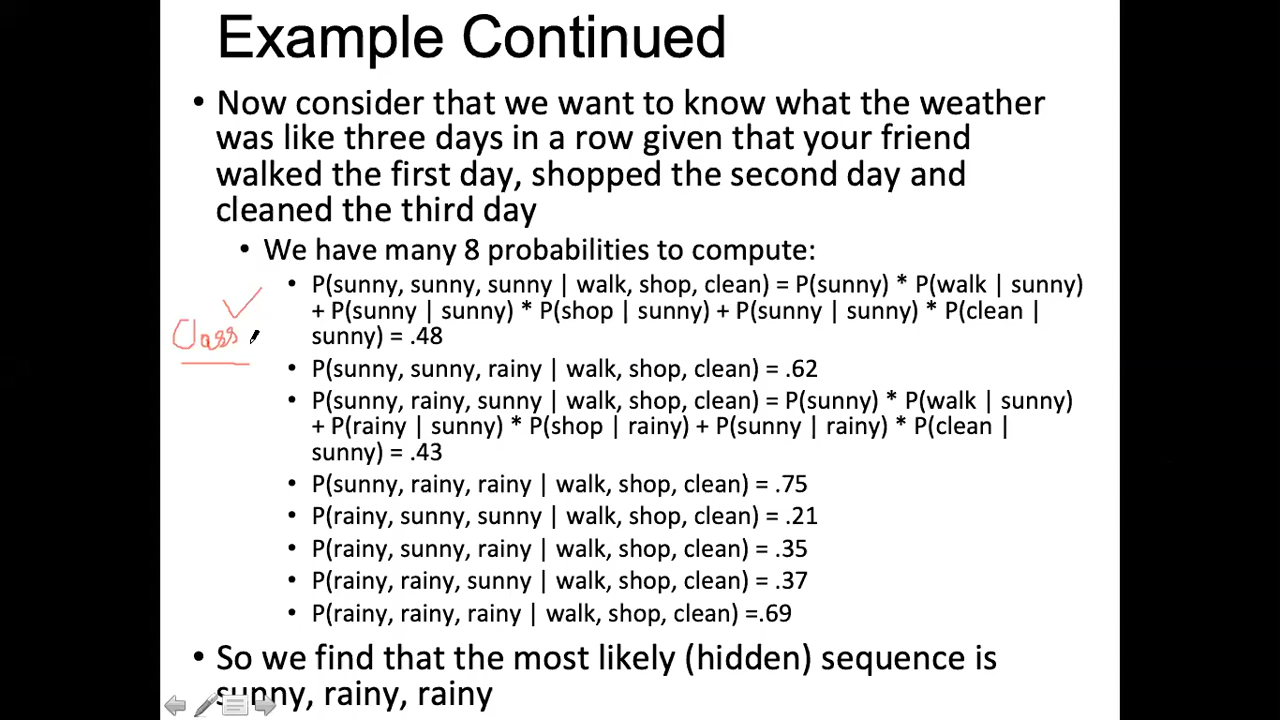 Example Continued
• Now consider that we want to know what the weather
was like three days in a row given that your friend
walked the first day, shopped the second day and
cleaned the third day
• We have many 8 probabilities to compute:
• P(sunny, sunny, sunny | walk, shop, clean) = P(sunny) * P(walk | sunny)
+ P(sunny | sunny) * P(shop | sunny) + P(sunny | sunny) * P(clean |
sunny) = .48
Class
• P(sunny, sunny, rainy | walk, shop, clean) = .62
• P(sunny, rainy, sunny | walk, shop, clean) = P(sunny) * P(walk | sunny)
+ P(rainy | sunny) * P(shop | rainy) + P(sunny | rainy) * P(clean |
sunny) = .43
• P(sunny, rainy, rainy | walk, shop, clean) = .75
• P(rainy, sunny, sunny | walk, shop, clean) = .21
• P(rainy, sunny, rainy | walk, shop, clean) = .35
• P(rainy, rainy, sunny | walk, shop, clean) = .37
• P(rainy, rainy, rainy | walk, shop, clean) =.69
• So we find that the most likely (hidden) sequence is
sunny, rainy, rainy